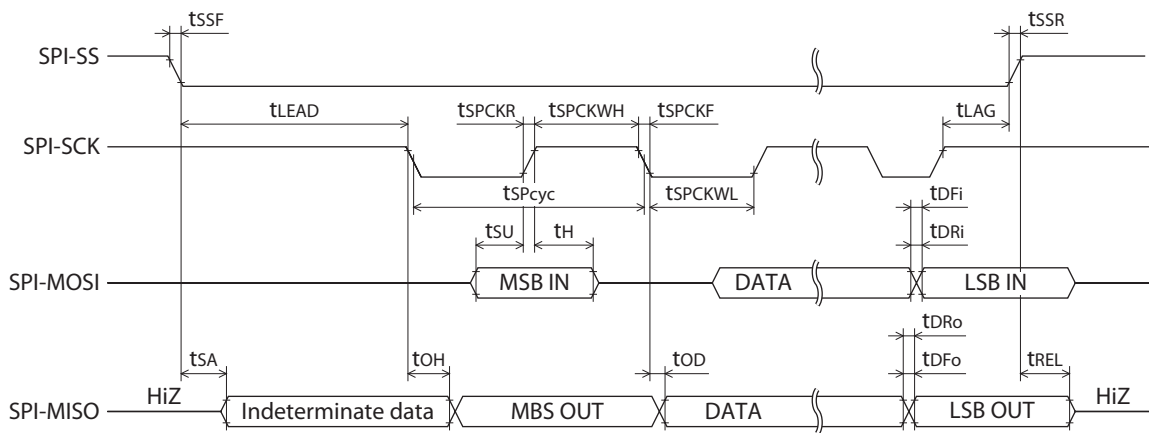 tSSF tSSR
SPI-SS
tLEAD tSPCKR tSPCKWH tSPCKF tLAG
SPI-SCK
tSPcyc tSPCKWL tDFi
tSU tH tDRi
SPI-MOSI MSB IN DATA LSB IN
tDRo
tSA tOH tOD tDFo tREL
SPI-MISO HiZ Indeterminate data MBS OUT DATA LSB OUT HiZ